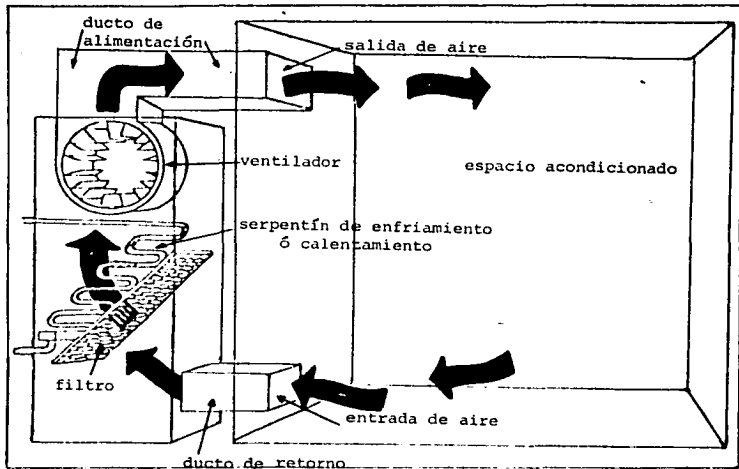 ducto de
alimentación
salida de aire
ventilador
espacio acondicionado
serpentín de enfriamiento
ó calentamiento
filtro
entrada de aire
ducto de retorno